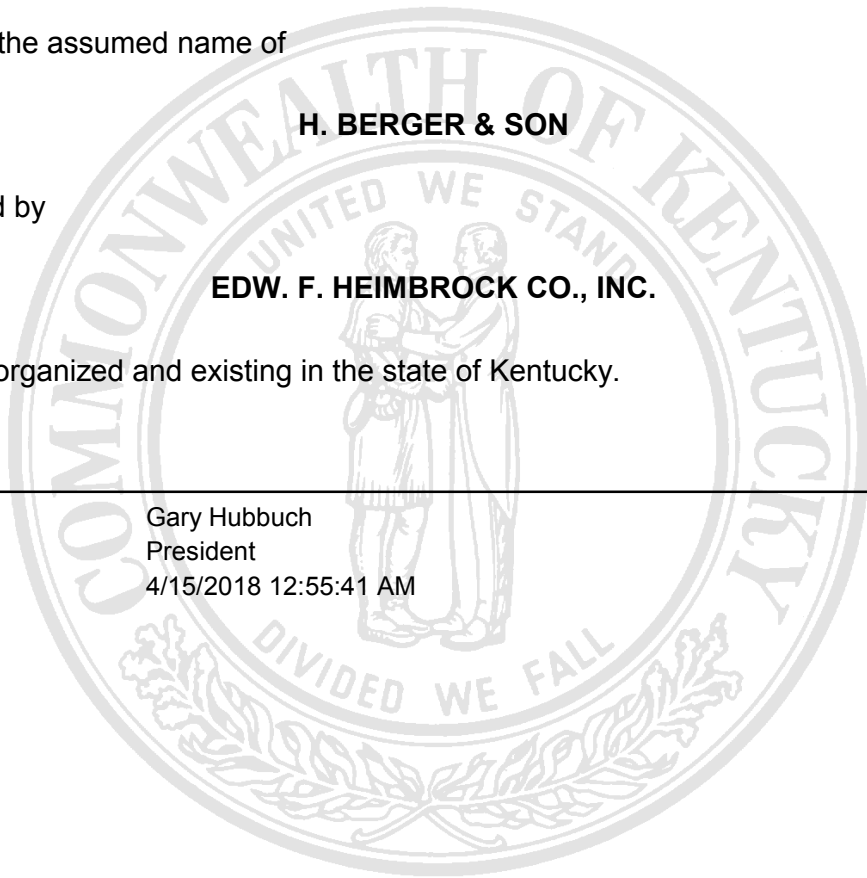 the assumed name of
H. BERGER & SON
d by
EDW. F. HEIMBROCK CO., INC.
organized and existing in the state of Kentucky.
Gary Hubbuch
President
4/15/2018 12:55:41 AM
COMMONWEALTH OF KENTUCKY
UNITED WE STAND
DIVIDED WE FALL